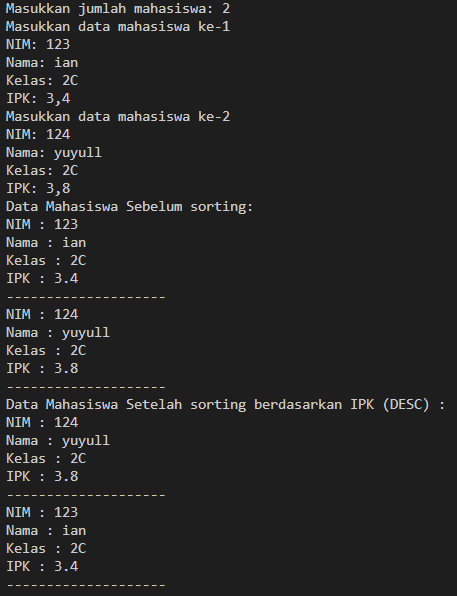 Masukkan jumlah mahasiswa: 2
Masukkan data mahasiswa ke-1
NIM: 123
Nama: ian
Kelas: 2C
IPK: 3,4
Masukkan data mahasiswa ke-2
NIM: 124
Nama: yuyull
Kelas: 2C
IPK: 3,8
Data Mahasiswa Sebelum sorting:
NIM : 123
Nama : ian
Kelas : 2C
IPK : 3.4
--------------------
NIM : 124
Nama : yuyull
Kelas : 2C
IPK : 3.8
--------------------
Data Mahasiswa Setelah sorting berdasarkan IPK (DESC) :
NIM : 124
Nama : yuyull
Kelas : 2C
IPK : 3.8
--------------------
NIM : 123
Nama : ian
Kelas : 2C
IPK : 3.4
--------------------